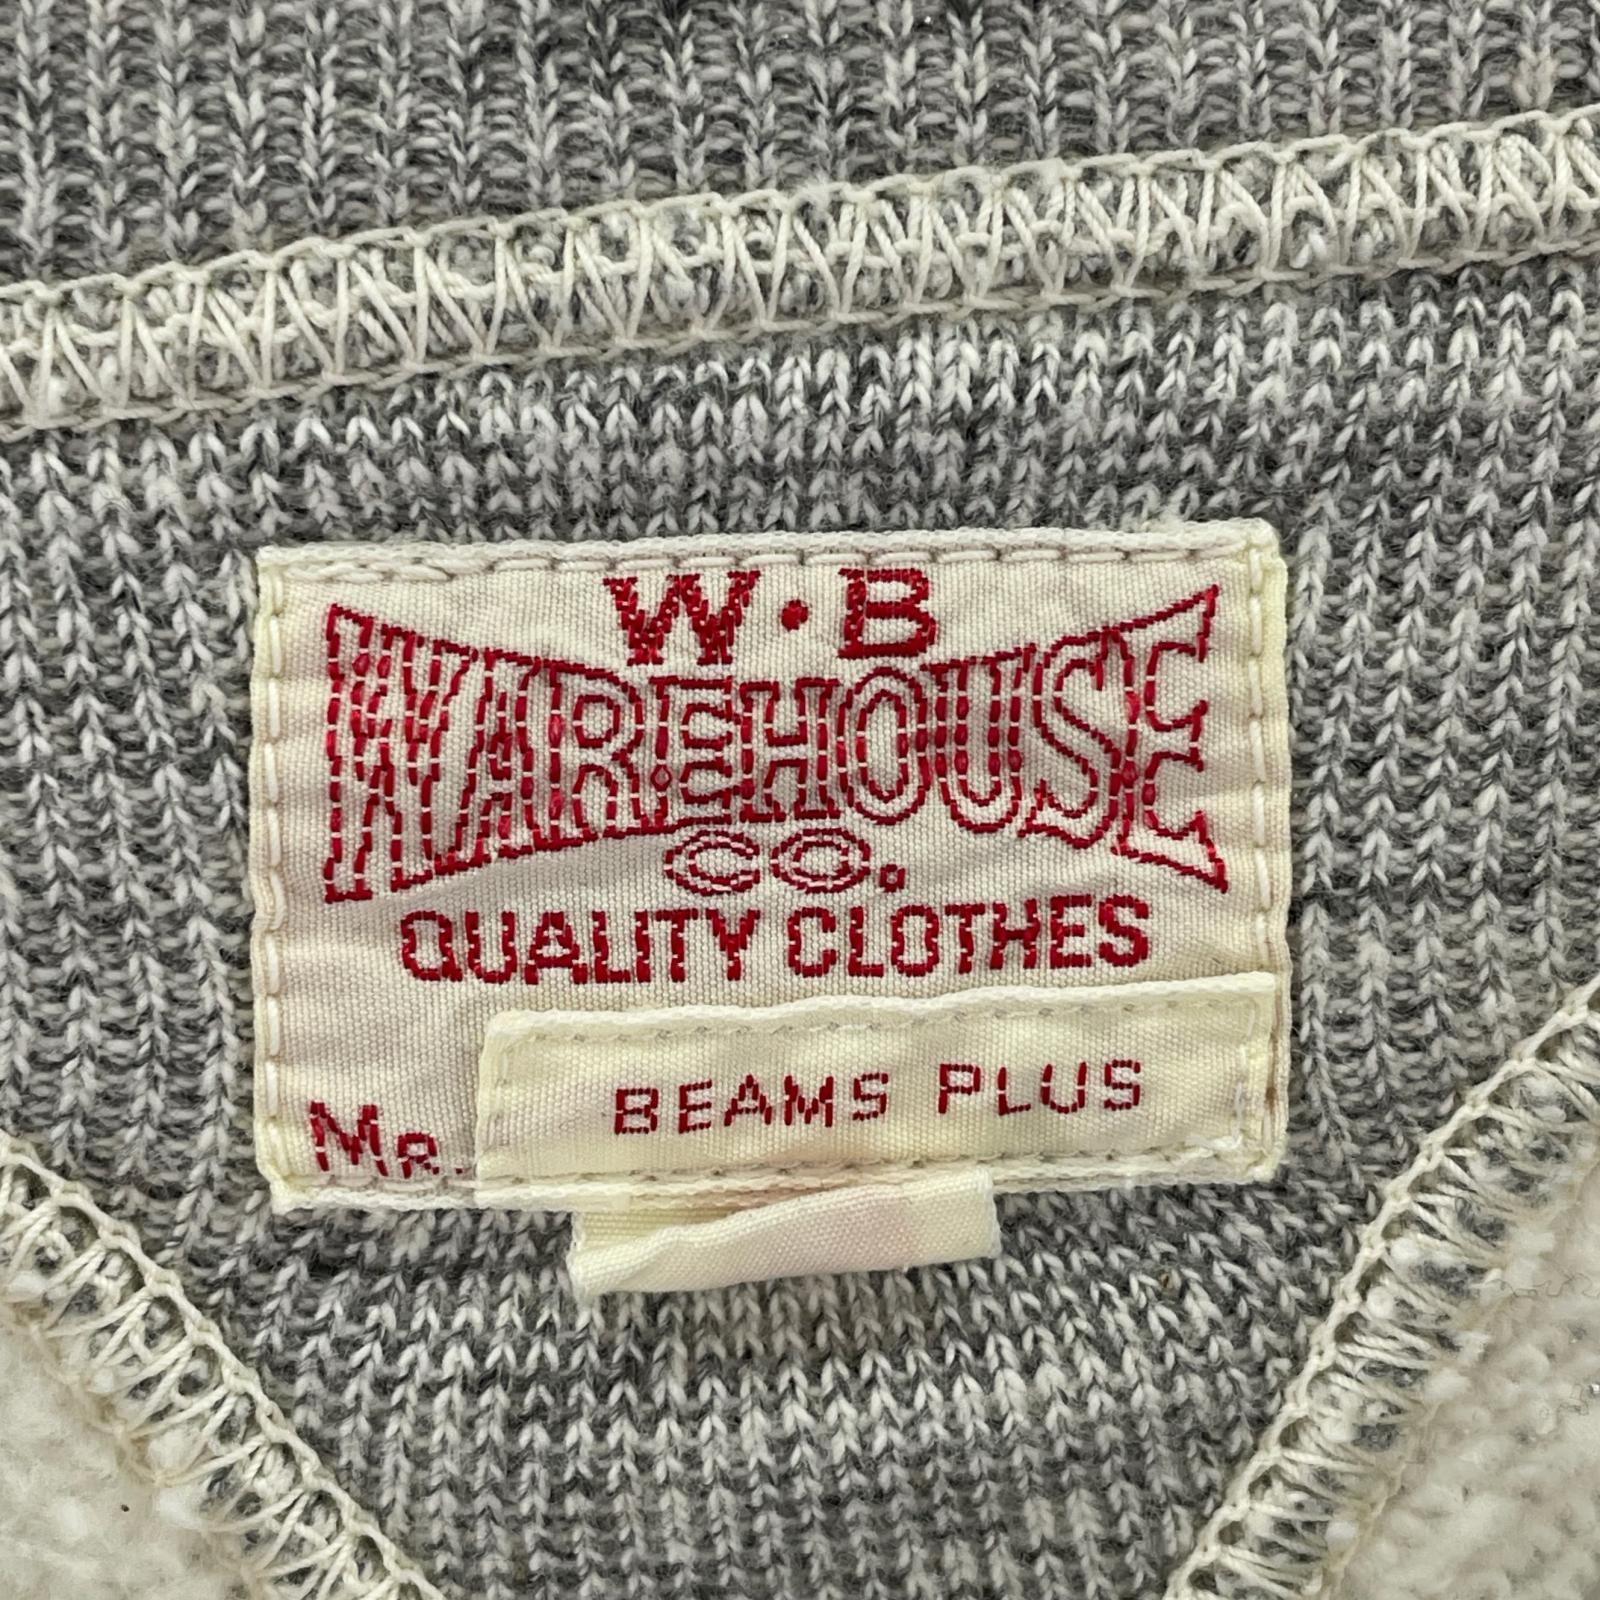 W·B
WAREHOUSE
CO.
QUALITY CLOTHES
BEAMS PLUS
MR.